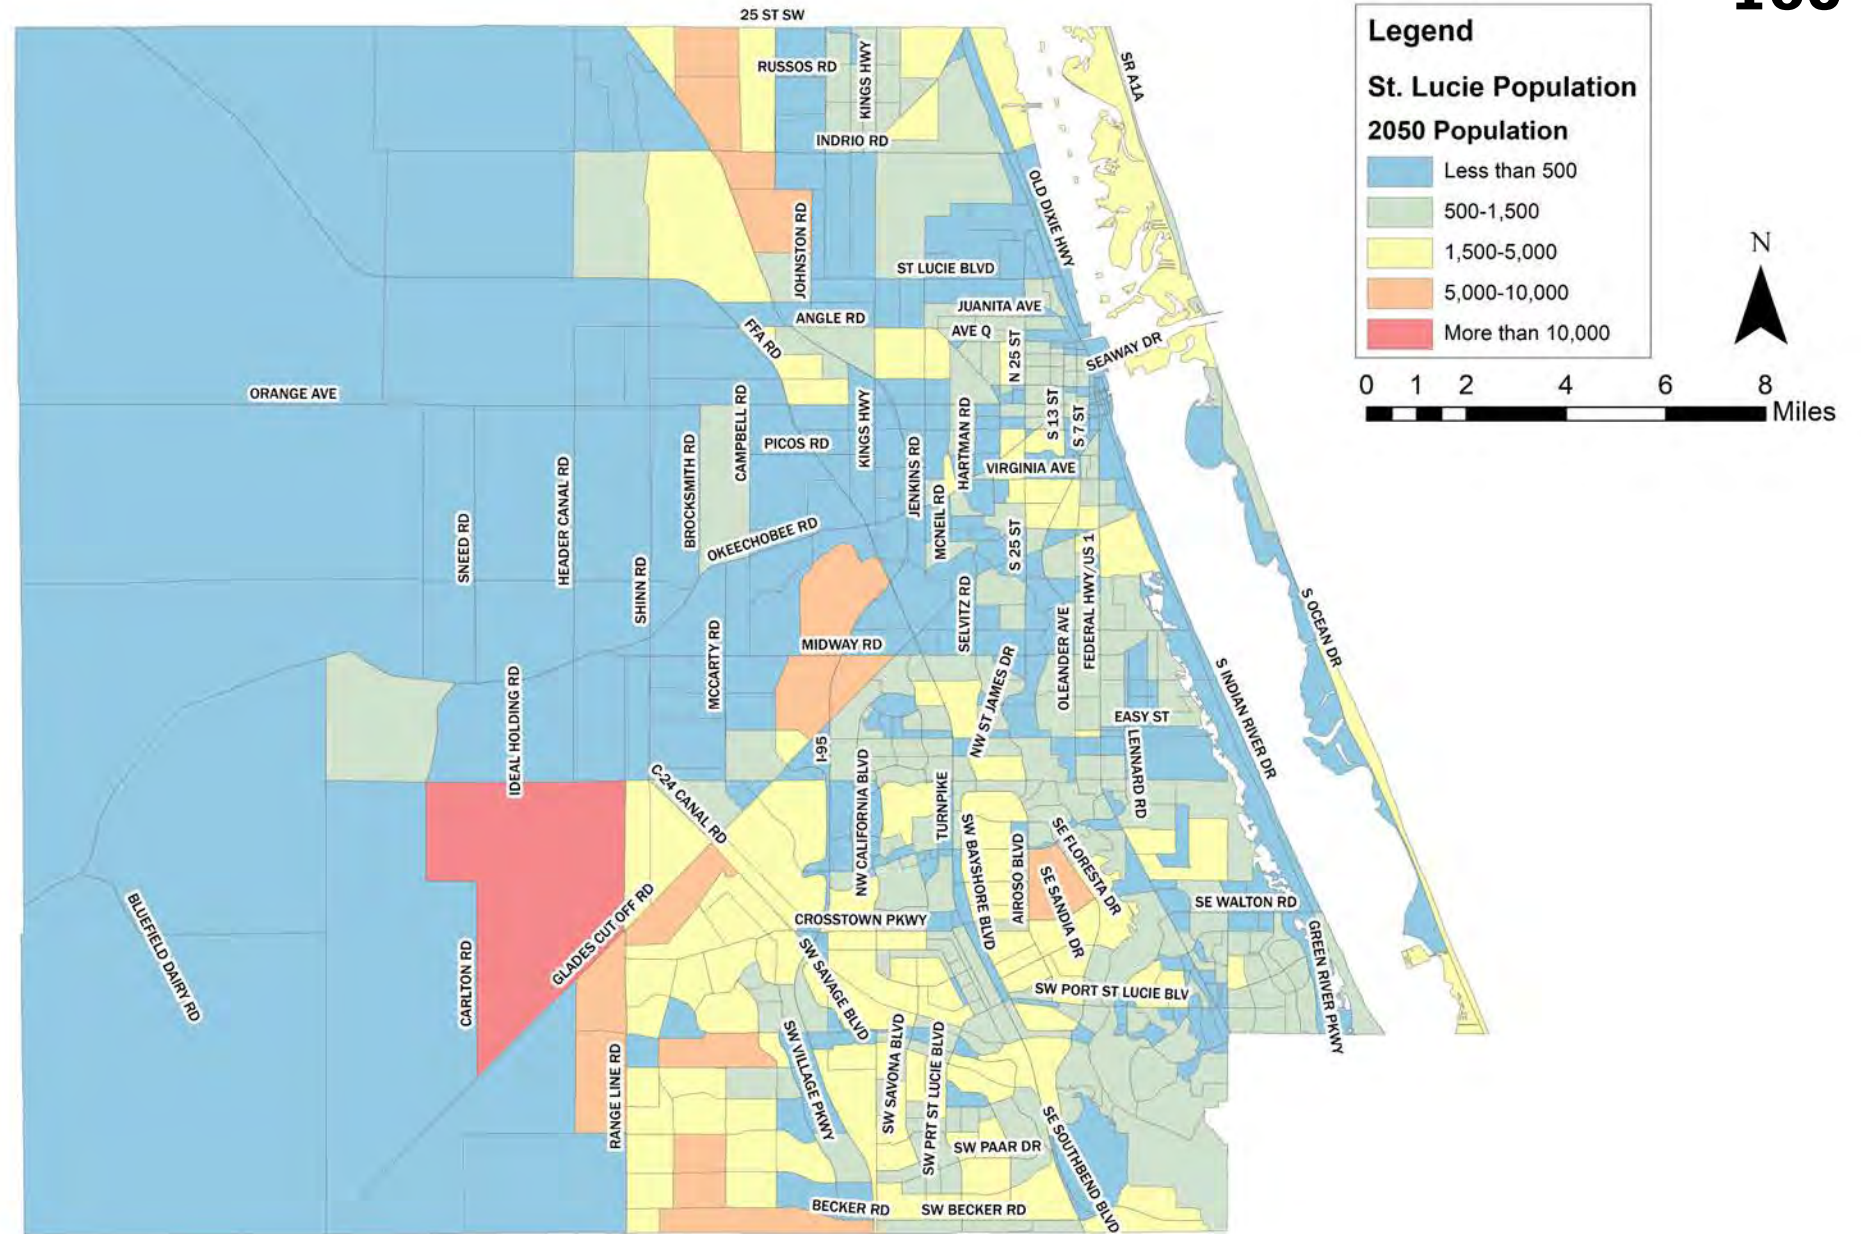 25 ST SW
RUSSOS RD
KINGS HWY
SR A1A
INDRIO RD
OLD DIXIE HWY
JOHNSTON RD
ST LUCIE BLVD
JUANITA AVE
ANGLE RD
AVE Q
FFA RD
N 25 ST
SEAWAY DR
ORANGE AVE
CAMPBELL RD
KINGS HWY
HARTMAN RD
S 13 ST
S 7 ST
PICOS RD
BROCKSMITH RD
JENKINS RD
VIRGINIA AVE
SNEED RD
HEADER CANAL RD
OKEECHOBEE RD
MCNEIL RD
S 25 ST
FEDERAL HWY/US 1
SHINN RD
SELVITZ RD
S OCEAN DR
MCCARTY RD
MIDWAY RD
OLEANDER AVE
NW ST JAMES DR
S INDIAN RIVER DR
IDEAL HOLDING RD
EASY ST
I-95
LENNARD RD
C-24 CANAL RD
NW CALIFORNIA BLVD
TURNPIKE
SW BAYSHORE BLVD
AIROSO BLVD
SE FLORESTA DR
SE SANDIA DR
SE WALTON RD
GLADES CUT OFF RD
CROSSTOWN PKWY
GREEN RIVER PKWY
BLUEFIELD DAIRY RD
CARLTON RD
SW SAVAGE BLVD
SW PORT ST LUCIE BLV
RANGE LINE RD
SW VILLAGE PKWY
SW SAVONA BLVD
SW PRT ST LUCIE BLVD
SW PAAR DR
SE SOUTHBEND BLVD
BECKER RD
SW BECKER RD
Legend
St. Lucie Population
2050 Population
Less than 500
500-1,500
1,500-5,000
5,000-10,000
More than 10,000
N
0 1 2 4 6 8
Miles